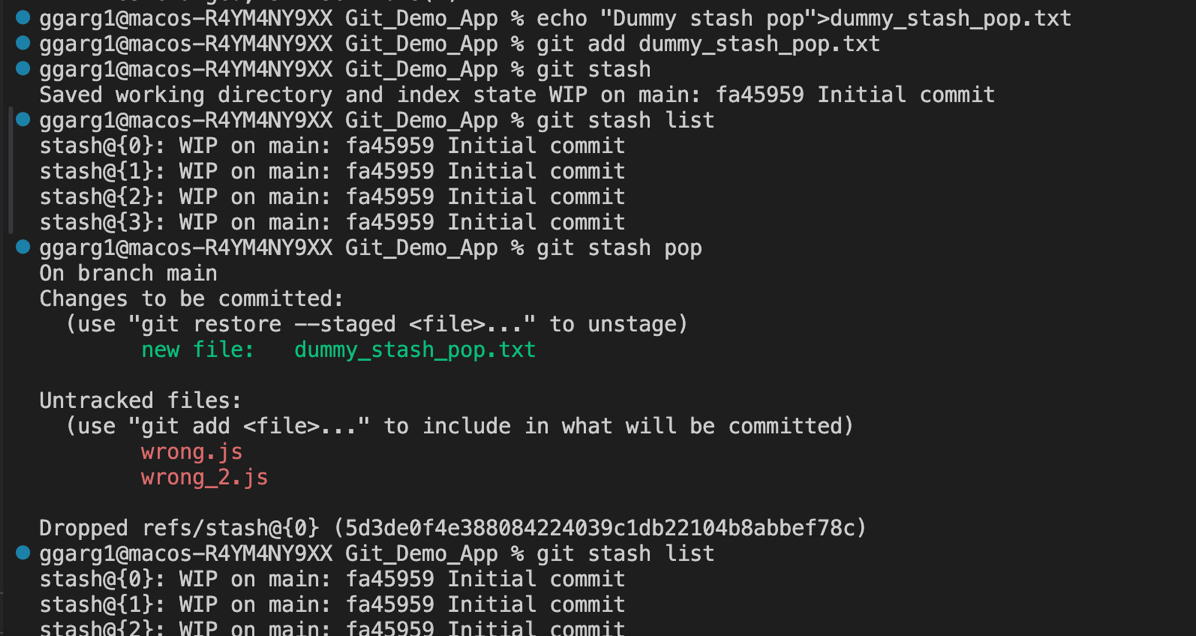 ggarg1@macos-R4YM4NY9XX Git_Demo_App % echo "Dummy stash pop">dummy_stash_pop.txt
ggarg1@macos-R4YM4NY9XX Git_Demo_App % git add dummy_stash_pop.txt
ggarg1@macos-R4YM4NY9XX Git_Demo_App % git stash
Saved working directory and index state WIP on main: fa45959 Initial commit
ggarg1@macos-R4YM4NY9XX Git_Demo_App % git stash list
stash@{0}: WIP on main: fa45959 Initial commit
stash@{1}: WIP on main: fa45959 Initial commit
stash@{2}: WIP on main: fa45959 Initial commit
stash@{3}: WIP on main: fa45959 Initial commit
ggarg1@macos-R4YM4NY9XX Git_Demo_App % git stash pop
On branch main
Changes to be committed:
  (use "git restore --staged <file>..." to unstage)
        new file:   dummy_stash_pop.txt

Untracked files:
  (use "git add <file>..." to include in what will be committed)
        wrong.js
        wrong_2.js

Dropped refs/stash@{0} (5d3de0f4e388084224039c1db22104b8abbef78c)
ggarg1@macos-R4YM4NY9XX Git_Demo_App % git stash list
stash@{0}: WIP on main: fa45959 Initial commit
stash@{1}: WIP on main: fa45959 Initial commit
stash@{2}: WIP on main: fa45959 Initial commit